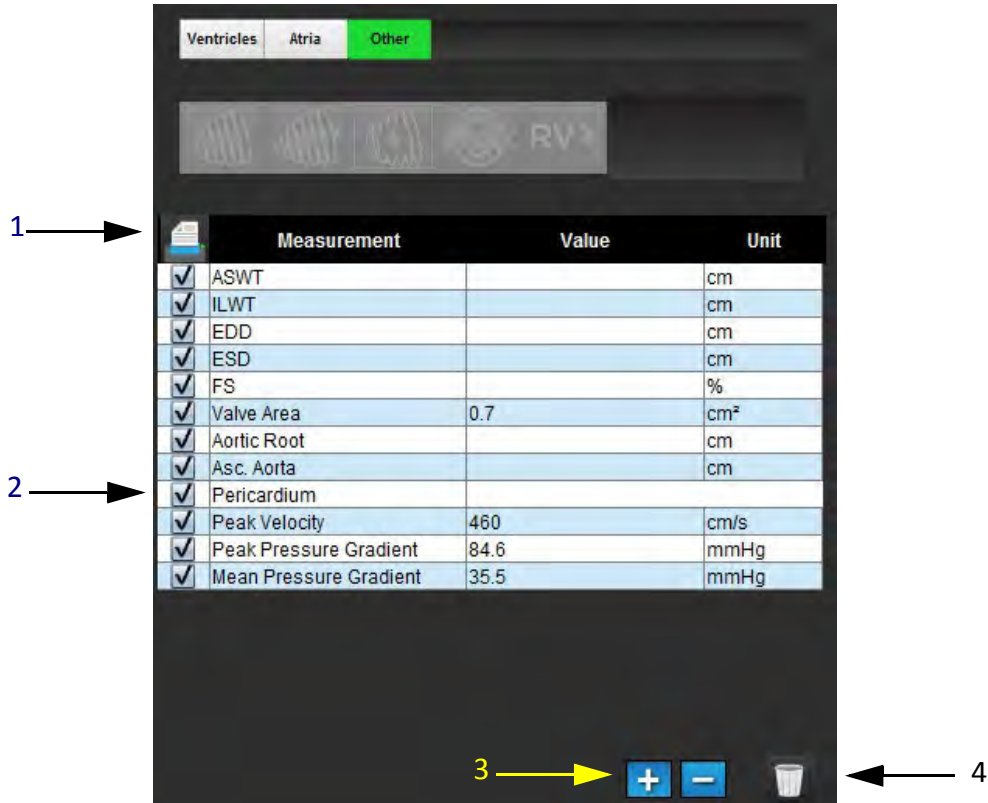 Ventricles Atria Other
RV
1 Measurement Value Unit
ASWT cm
ILWT cm
EDD cm
ESD cm
FS %
Valve Area 0.7 cm²
Aortic Root cm
Asc. Aorta cm
2 Pericardium
Peak Velocity 460 cm/s
Peak Pressure Gradient 84.6 mmHg
Mean Pressure Gradient 35.5 mmHg
3 + − 4